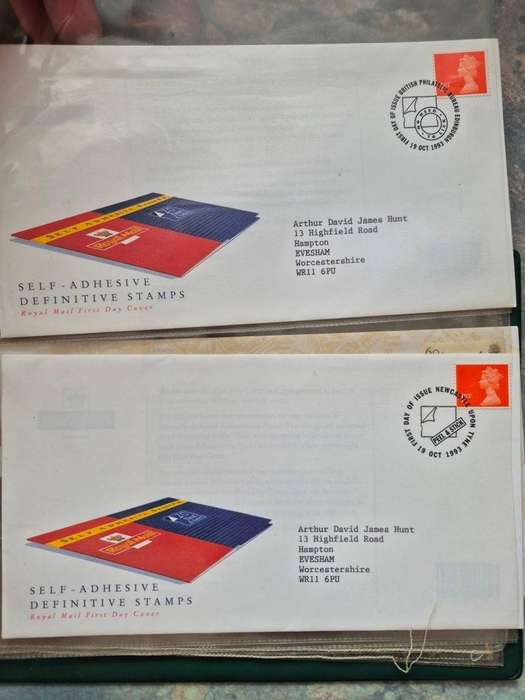 FIRST DAY OF ISSUE BRITISH PHILATELIC BUREAU EDINBURGH
19 OCT 1993
Arthur David James Hunt
13 Highfield Road
Hampton
EVESHAM
Worcestershire
WR11 6PU
Royal Mail
SELF-ADHESIVE
DEFINITIVE STAMPS
Royal Mail First Day Cover
FIRST DAY OF ISSUE NEWCASTLE UPON TYNE
PEEL & STICK
19 OCT 1993
Arthur David James Hunt
13 Highfield Road
Hampton
EVESHAM
Worcestershire
WR11 6PU
Royal Mail
SELF-ADHESIVE
DEFINITIVE STAMPS
Royal Mail First Day Cover